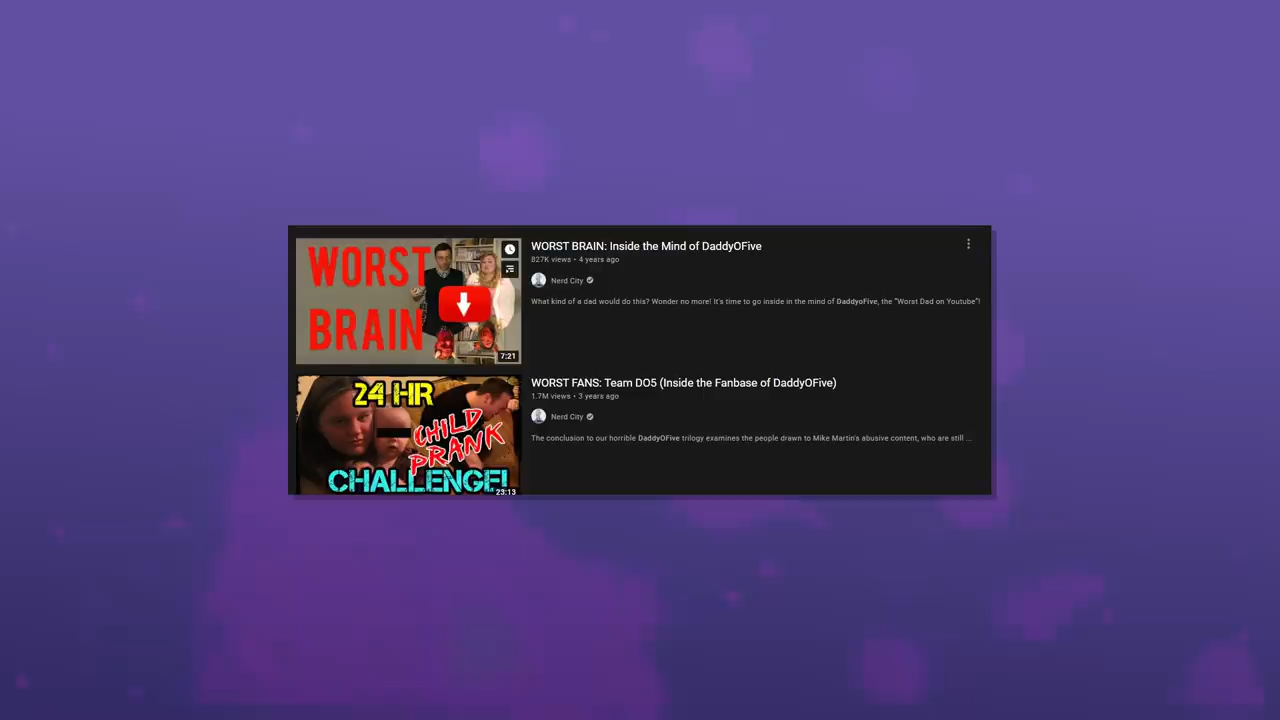 WORST
BRAIN
7:21
WORST BRAIN: Inside the Mind of DaddyOFive
827K views • 4 years ago
Nerd City
What kind of a dad would do this? Wonder no more! It's time to go inside in the mind of DaddyoFive, the "Worst Dad on Youtube"!
24 HR
CHILD
PRANK
CHALLENGE!
23:13
WORST FANS: Team DO5 (Inside the Fanbase of DaddyOFive)
1.7M views • 3 years ago
Nerd City
The conclusion to our horrible DaddyOFive trilogy examines the people drawn to Mike Martin's abusive content, who are still ...